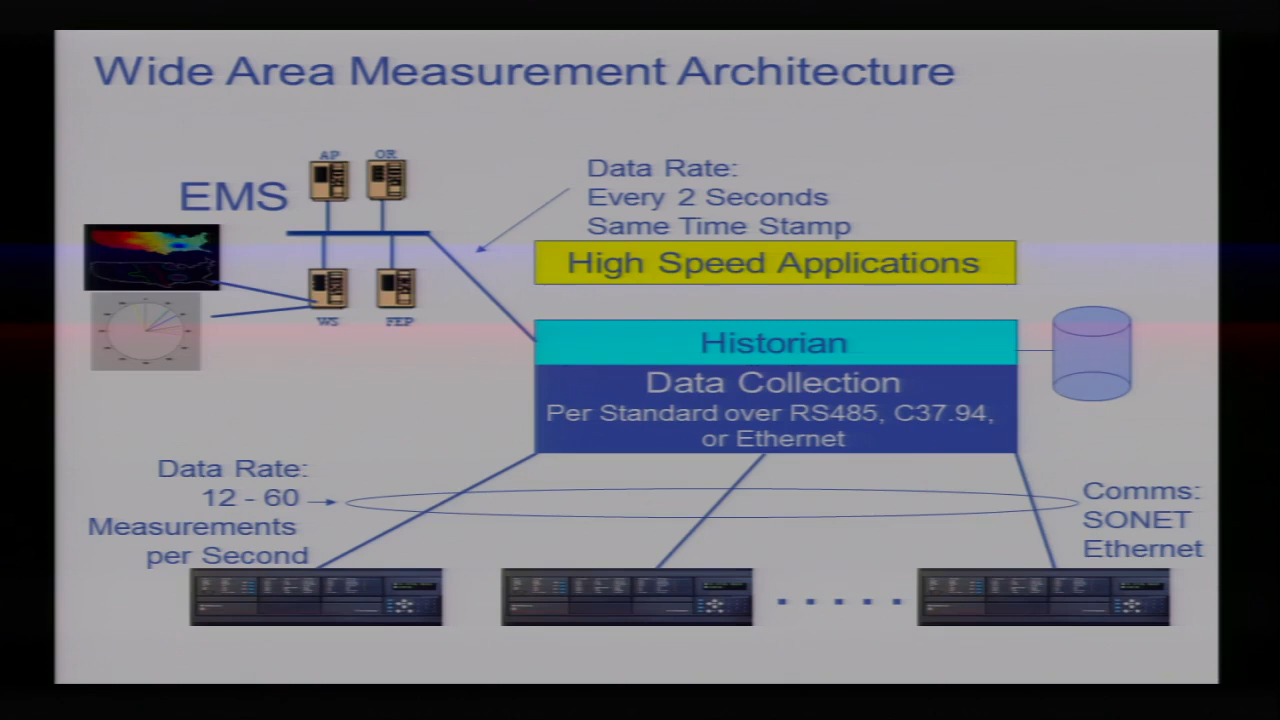 Wide Area Measurement Architecture
AP
OR
EMS
Data Rate:
Every 2 Seconds
Same Time Stamp
High Speed Applications
WS
FEP
Historian
Data Collection
Per Standard over RS485, C37.94,
or Ethernet
Data Rate:
12 - 60
Measurements
per Second
Comms:
SONET
Ethernet